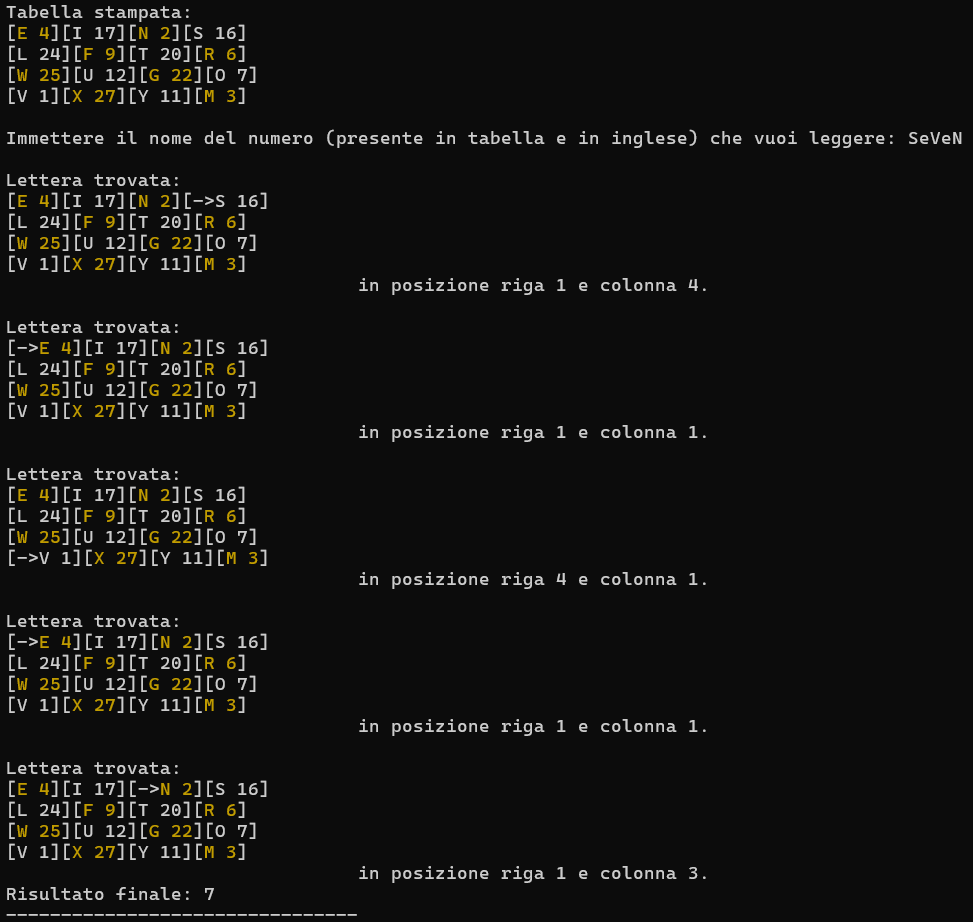 Tabella stampata:
[E 4][I 17][N 2][S 16]
[L 24][F 9][T 20][R 6]
[W 25][U 12][G 22][O 7]
[V 1][X 27][Y 11][M 3]
Immettere il nome del numero (presente in tabella e in inglese) che vuoi leggere: SeVeN
Lettera trovata:
[E 4][I 17][N 2][->S 16]
[L 24][F 9][T 20][R 6]
[W 25][U 12][G 22][O 7]
[V 1][X 27][Y 11][M 3]
in posizione riga 1 e colonna 4.
Lettera trovata:
[->E 4][I 17][N 2][S 16]
[L 24][F 9][T 20][R 6]
[W 25][U 12][G 22][O 7]
[V 1][X 27][Y 11][M 3]
in posizione riga 1 e colonna 1.
Lettera trovata:
[E 4][I 17][N 2][S 16]
[L 24][F 9][T 20][R 6]
[W 25][U 12][G 22][O 7]
[->V 1][X 27][Y 11][M 3]
in posizione riga 4 e colonna 1.
Lettera trovata:
[->E 4][I 17][N 2][S 16]
[L 24][F 9][T 20][R 6]
[W 25][U 12][G 22][O 7]
[V 1][X 27][Y 11][M 3]
in posizione riga 1 e colonna 1.
Lettera trovata:
[E 4][I 17][->N 2][S 16]
[L 24][F 9][T 20][R 6]
[W 25][U 12][G 22][O 7]
[V 1][X 27][Y 11][M 3]
in posizione riga 1 e colonna 3.
Risultato finale: 7
--------------------------------